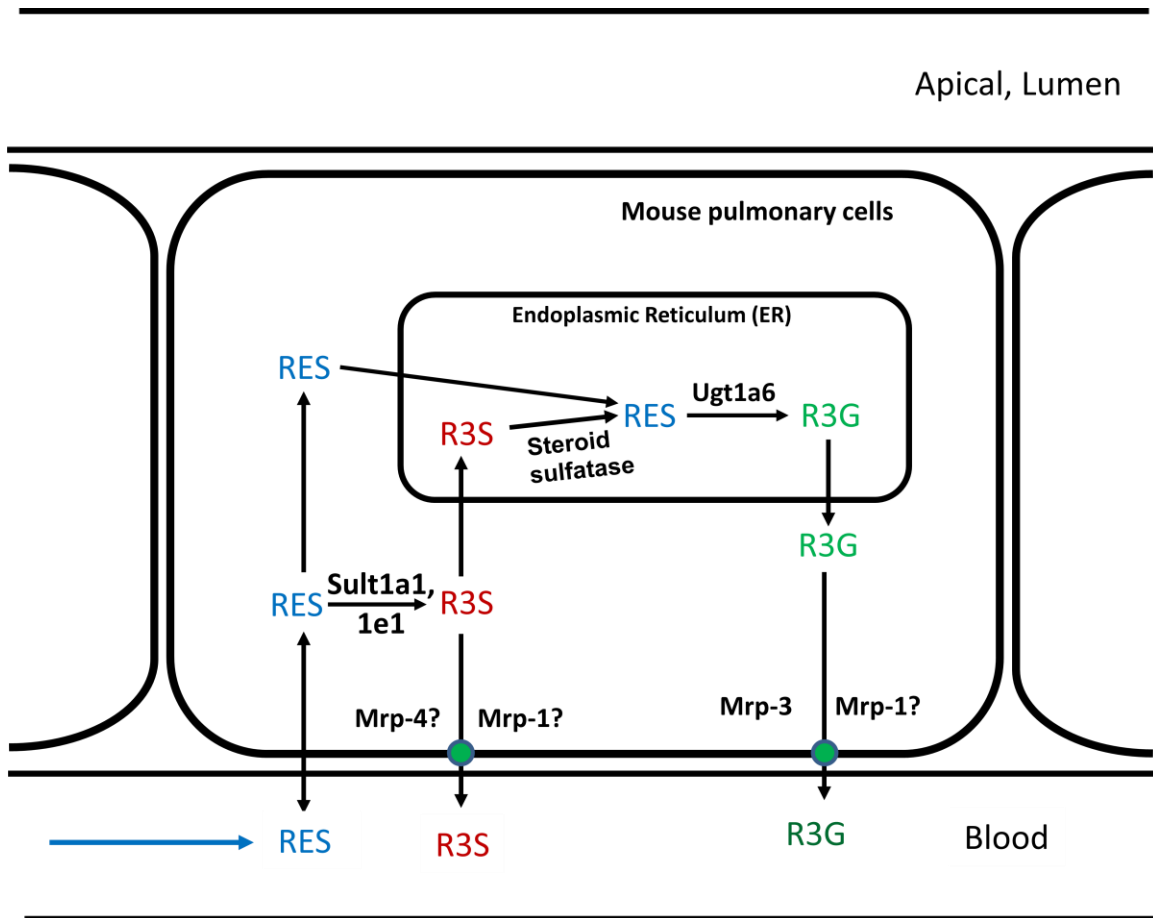 Apical, Lumen
Mouse pulmonary cells
Endoplasmic Reticulum (ER)
RES
Ugt1a6
RES
R3G
R3S
Steroid
sulfatase
R3G
Sult1a1,
RES
R3S
1e1
Mrp-4?
Mrp-1?
Mrp-3
Mrp-1?
RES
R3S
R3G
Blood